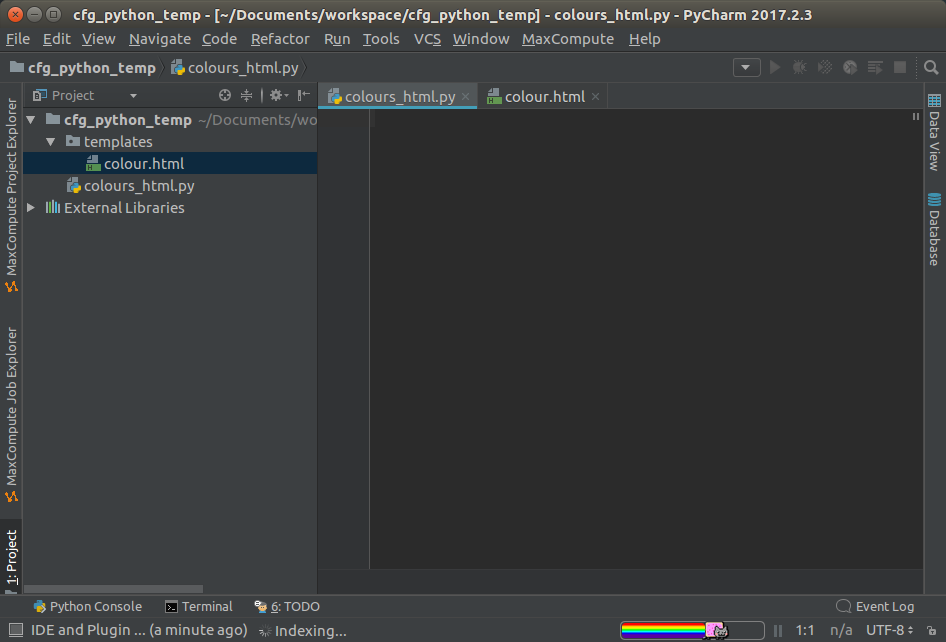 cfg_python_temp - [~/Documents/workspace/cfg_python_temp] - colours_html.py - PyCharm 2017.2.3
File Edit View Navigate Code Refactor Run Tools VCS Window MaxCompute Help
cfg_python_temp colours_html.py
Project
colours_html.py colour.html
cfg_python_temp ~/Documents/wo
templates
colour.html
colours_html.py
External Libraries
MaxCompute Project Explorer
MaxCompute Job Explorer
1: Project
Data View
Database
Python Console Terminal 6: TODO Event Log
IDE and Plugin ... (a minute ago) Indexing... 1:1 n/a UTF-8